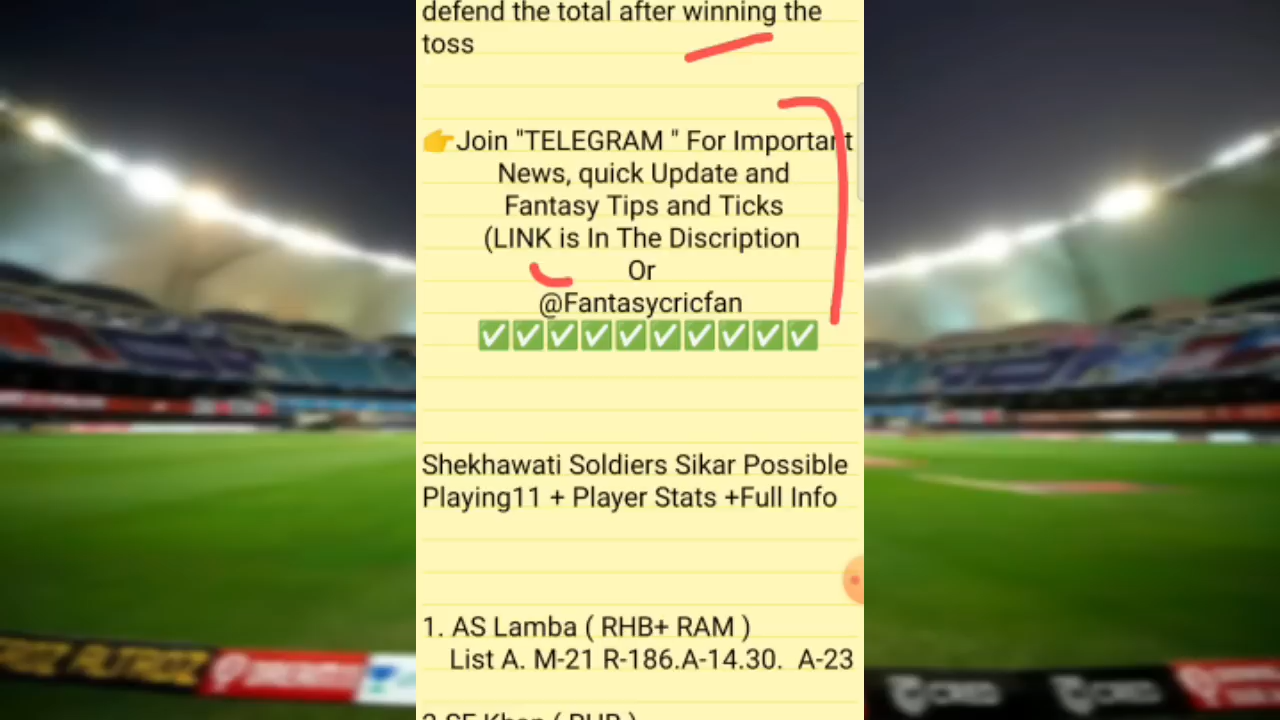 defend the total after winning the
toss
👉Join "TELEGRAM " For Important
News, quick Update and
Fantasy Tips and Ticks
(LINK is In The Discription
Or
@Fantasycricfan
✅✅✅✅✅✅✅✅✅✅
Shekhawati Soldiers Sikar Possible
Playing11 + Player Stats +Full Info
1. AS Lamba ( RHB+ RAM )
List A. M-21 R-186.A-14.30. A-23
CRED
CRED